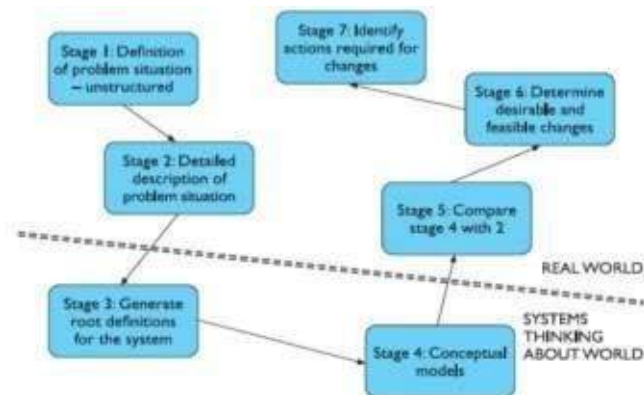 Stage 1: Definition
of problem situation
– unstructured
Stage 2: Detailed
description of
problem situation
Stage 3: Generate
root definitions
for the system
Stage 4: Conceptual
models
Stage 5: Compare
stage 4 with 2
Stage 6: Determine
desirable and
feasible changes
Stage 7: Identify
actions required for
changes
REAL WORLD
SYSTEMS
THINKING
ABOUT WORLD